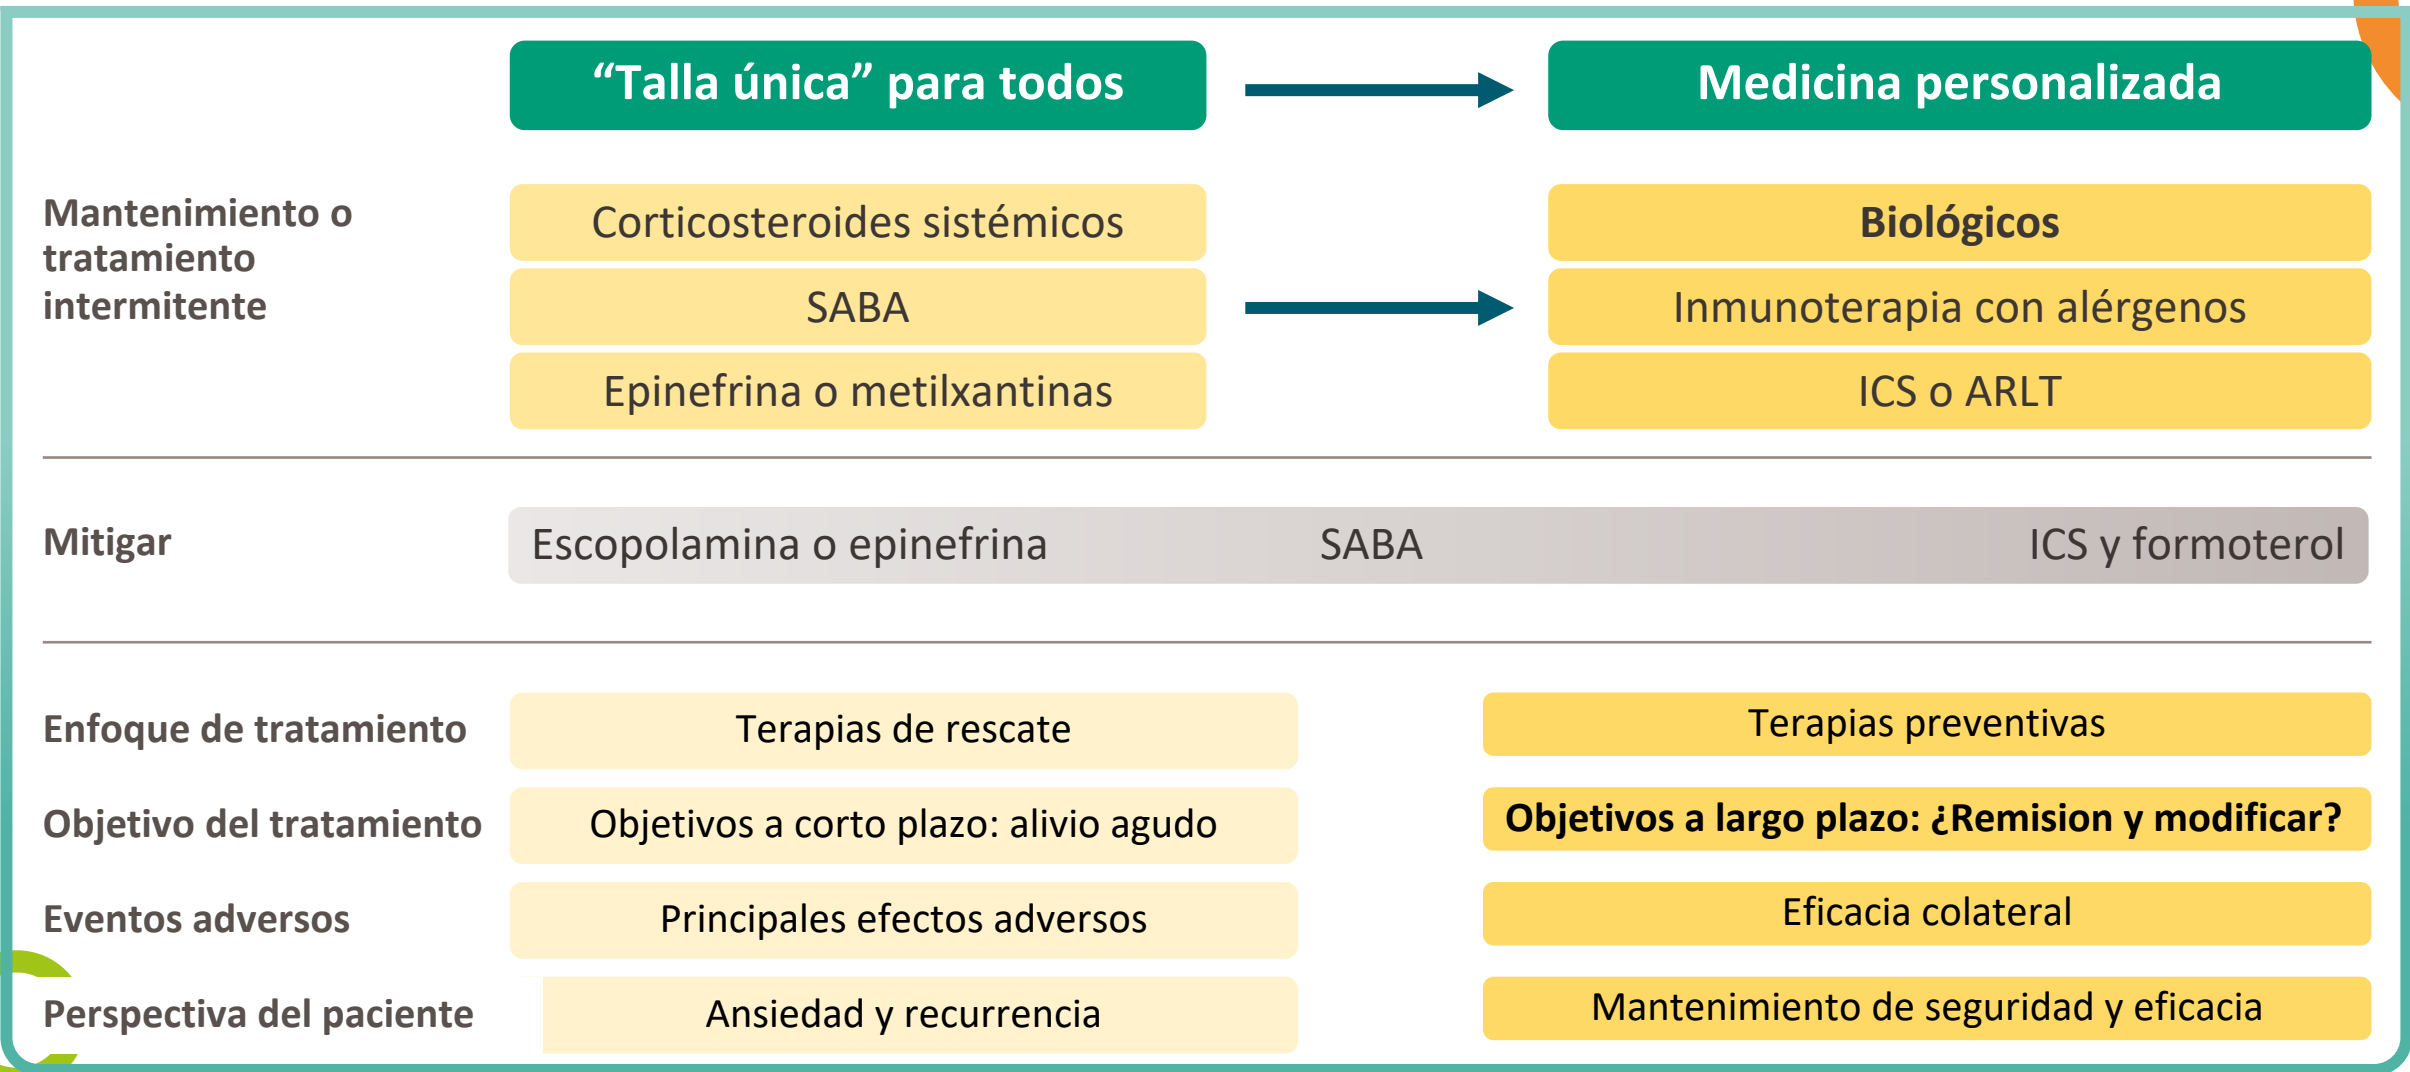 “Talla única” para todos
Medicina personalizada
Mantenimiento o
tratamiento
intermitente
Corticosteroides sistémicos
SABA
Epinefrina o metilxantinas
Biológicos
Inmunoterapia con alérgenos
ICS o ARLT
Mitigar
Escopolamina o epinefrina
SABA
ICS y formoterol
Enfoque de tratamiento
Terapias de rescate
Terapias preventivas
Objetivo del tratamiento
Objetivos a corto plazo: alivio agudo
Objetivos a largo plazo: ¿Remision y modificar?
Eventos adversos
Principales efectos adversos
Eficacia colateral
Perspectiva del paciente
Ansiedad y recurrencia
Mantenimiento de seguridad y eficacia